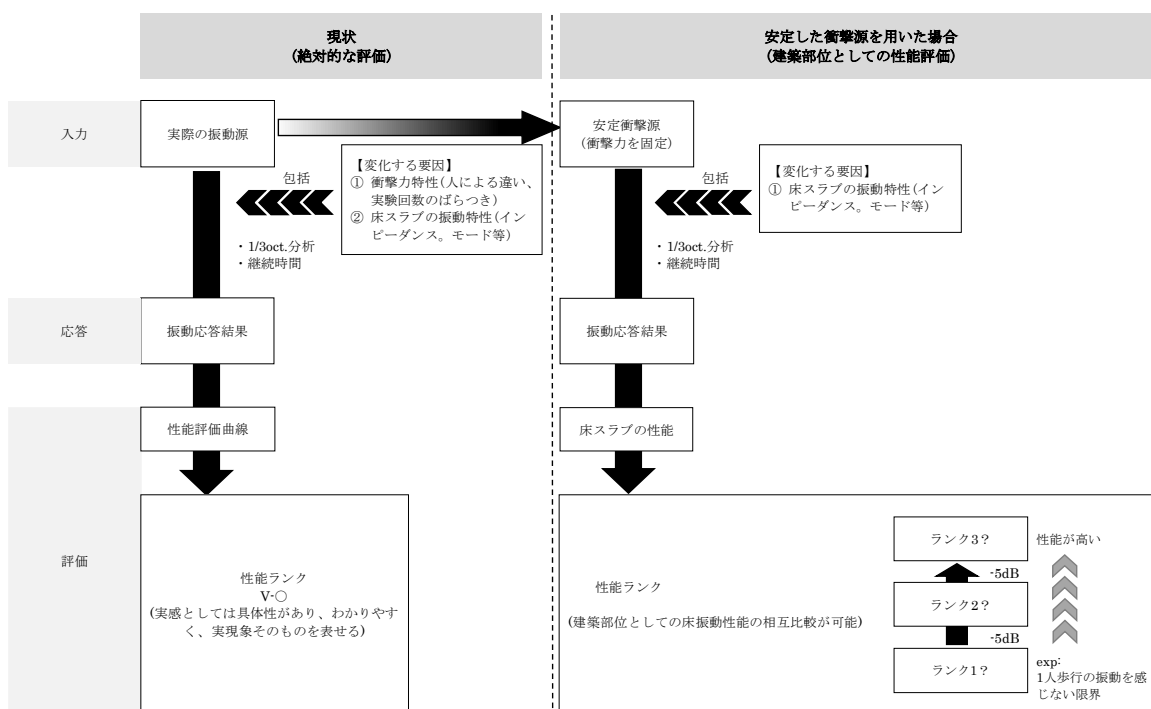 現状
(絶対的な評価)
安定した衝撃源を用いた場合
(建築部位としての性能評価)
入力
実際の振動源
安定衝撃源
(衝撃力を固定)
包括
【変化する要因】
① 衝撃力特性(人による違い、
実験回数のばらつき)
② 床スラブの振動特性(イン
ピーダンス。モード等)
・1/3oct.分析
・継続時間
包括
【変化する要因】
① 床スラブの振動特性(イン
ピーダンス。モード等)
・1/3oct.分析
・継続時間
応答
振動応答結果
振動応答結果
性能評価曲線
床スラブの性能
評価
性能ランク
V-〇
(実感としては具体性があり、わかりやす
く、実現象そのものを表せる)
性能ランク
(建築部位としての床振動性能の相互比較が可能)
ランク3？
性能が高い
-5dB
ランク2？
-5dB
ランク1？
exp:
1人歩行の振動を感
じない限界